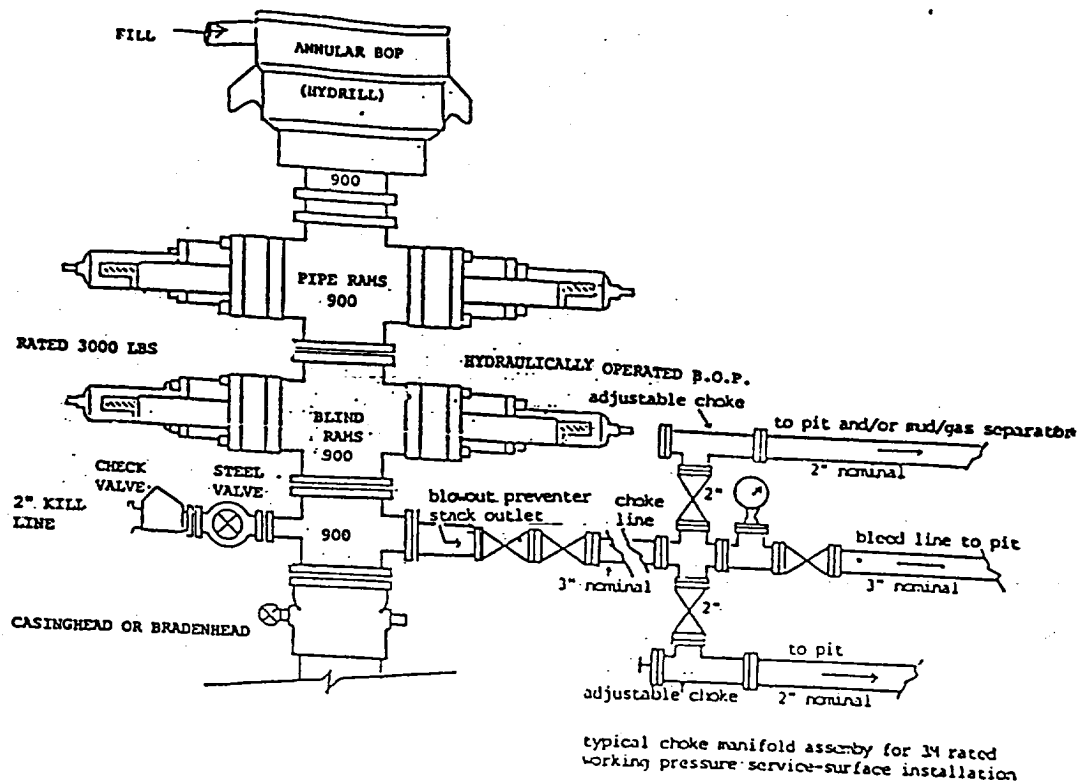 FILL
ANNULAR BOP
(HYDRILL)
900
PIPE RAMS
900
RATED 3000 LBS
HYDRAULICALLY OPERATED B.O.P.
adjustable choke
to pit and/or mud/gas separator
2" nominal
BLIND
RAMS
900
CHECK
VALVE
STEEL
VALVE
2" KILL
LINE
blowout preventer
stack outlet
choke
line
2"
900
bleed line to pit
3" nominal
3" nominal
2"
CASINGHEAD OR BRADENHEAD
to pit
adjustable choke
2" nominal
typical choke manifold assembly for 3M rated
working pressure service-surface installation